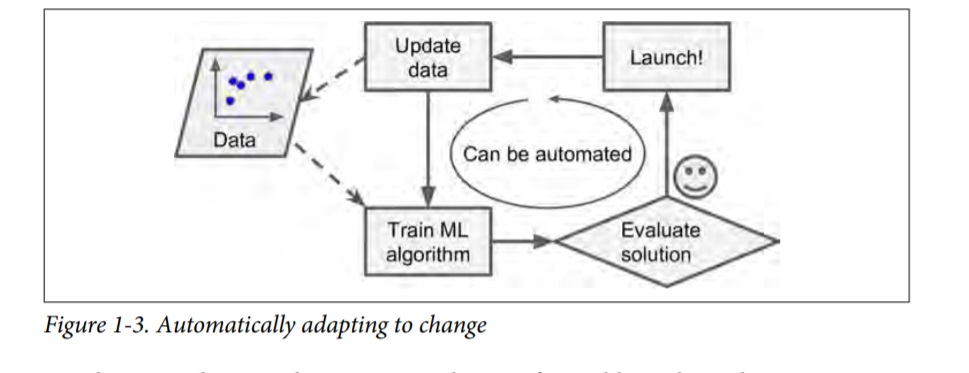 Update
data
Launch!
Data
Can be automated
Train ML
algorithm
Evaluate
solution
Figure 1-3. Automatically adapting to change